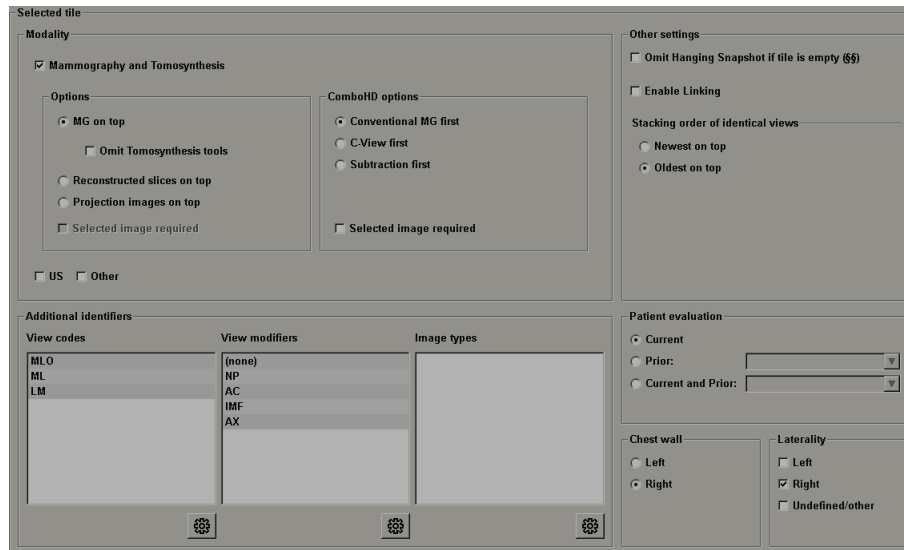 Selected tile
Modality
Mammography and Tomosynthesis
Options
MG on top
Omit Tomosynthesis tools
Reconstructed slices on top
Projection images on top
Selected image required
ComboHD options
Conventional MG first
C-View first
Subtraction first
Selected image required
US
Other
Other settings
Omit Hanging Snapshot if tile is empty (§§)
Enable Linking
Stacking order of identical views
Newest on top
Oldest on top
Additional identifiers
View codes
MLO
ML
LM
View modifiers
(none)
NP
AC
IMF
AX
Image types
Patient evaluation
Current
Prior:
Current and Prior:
Chest wall
Left
Right
Laterality
Left
Right
Undefined/other